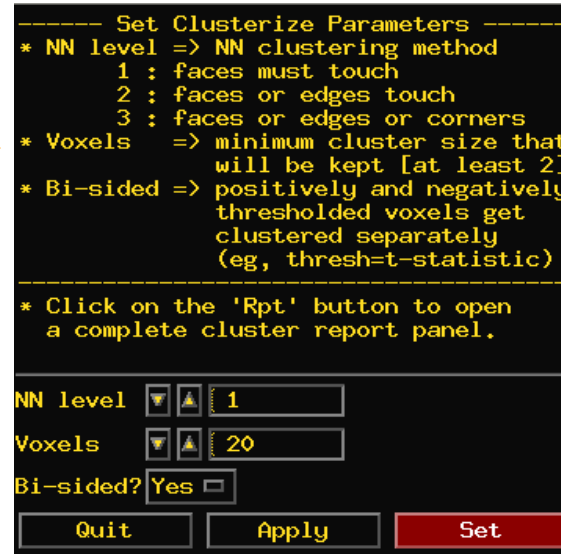 ------ Set Clusterize Parameters ------
* NN level => NN clustering method
1 : faces must touch
2 : faces or edges touch
3 : faces or edges or corners
* Voxels => minimum cluster size that
will be kept [at least 2]
* Bi-sided => positively and negatively
thresholded voxels get
clustered separately
(eg, thresh=t-statistic)
* Click on the 'Rpt' button to open
a complete cluster report panel.
NN level 1
Voxels 20
Bi-sided? Yes
Quit Apply Set